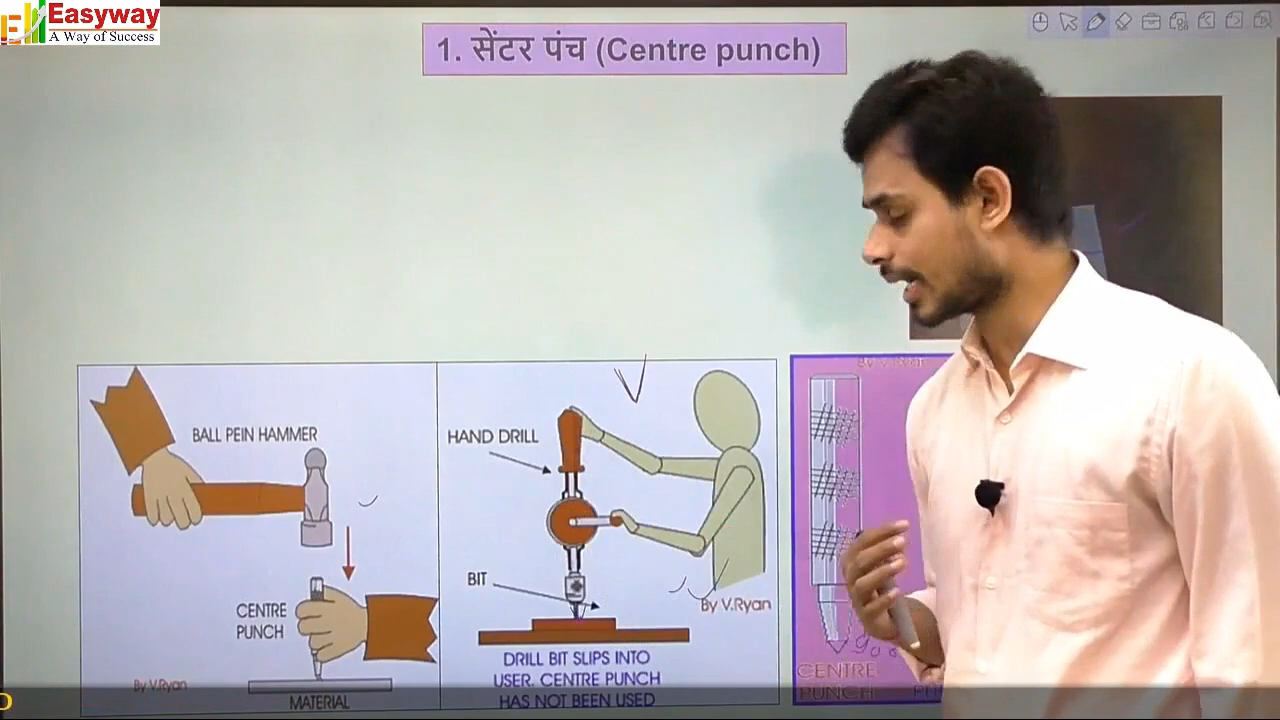 Easyway
A Way of Success
1. सेंटर पंच (Centre punch)
BALL PEIN HAMMER
CENTRE
PUNCH
By V.Ryan
MATERIAL
HAND DRILL
BIT
By V.Ryan
DRILL BIT SLIPS INTO
USER. CENTRE PUNCH
HAS NOT BEEN USED
CENTRE
PUNCH